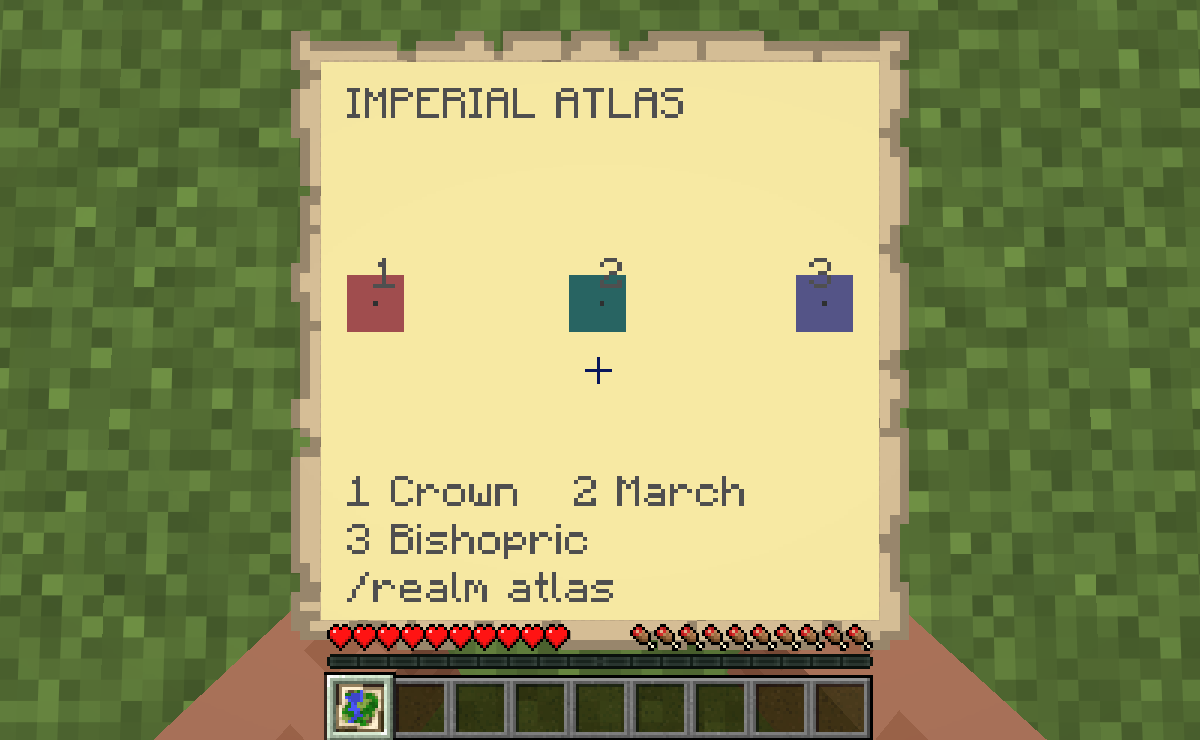 IMPERIAL ATLAS
1 2 3
1 Crown 2 March
3 Bishopric
/realm atlas